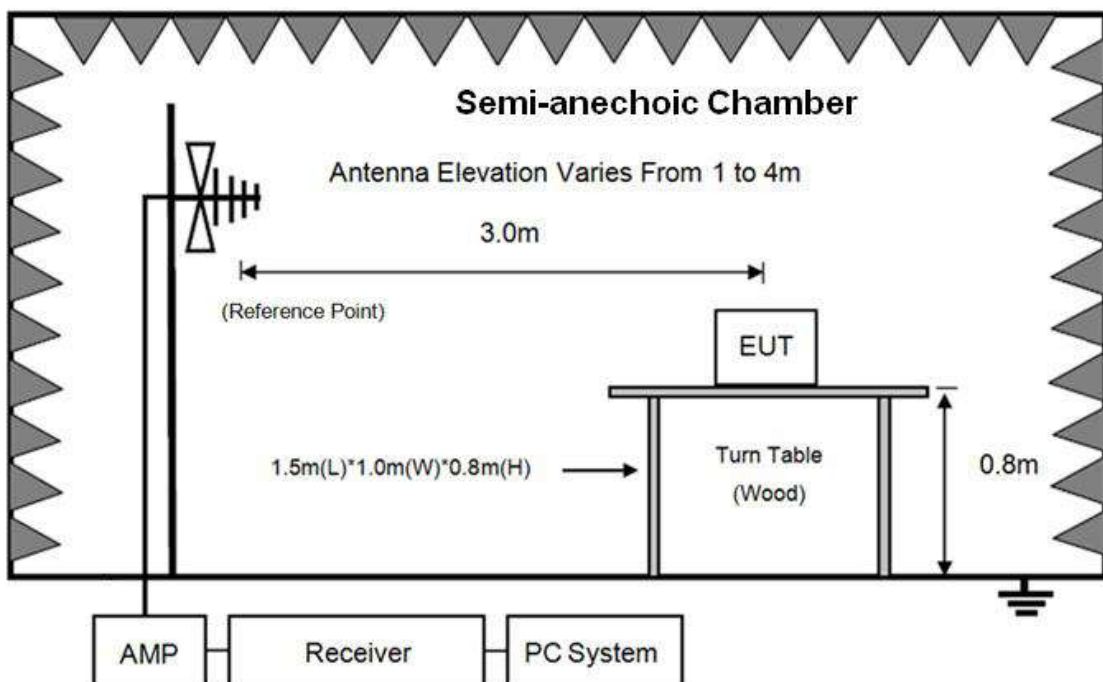 Semi-anechoic Chamber
Antenna Elevation Varies From 1 to 4m
3.0m
(Reference Point)
EUT
1.5m(L)*1.0m(W)*0.8m(H)
Turn Table
(Wood)
0.8m
AMP
Receiver
PC System